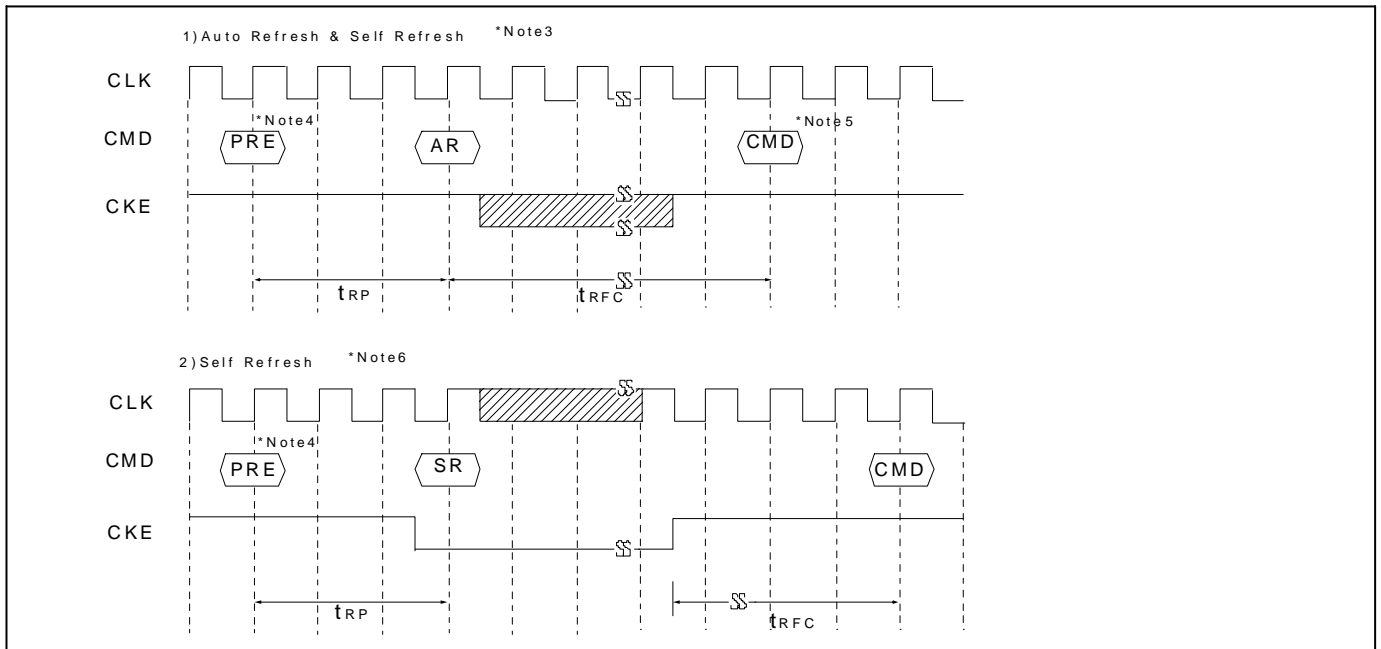 1)Auto Refresh & Self Refresh *Note3
CLK
*Note4 *Note5
CMD PRE AR CMD
CKE
tRP tRFC
2)Self Refresh *Note6
CLK
*Note4
CMD PRE SR CMD
CKE
tRP tRFC